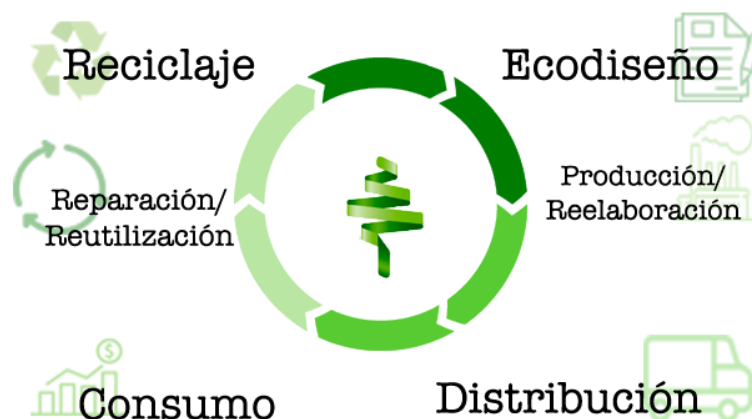 Reciclaje
Ecodiseño
Producción/
Reelaboración
Reparación/
Reutilización
Consumo
Distribución